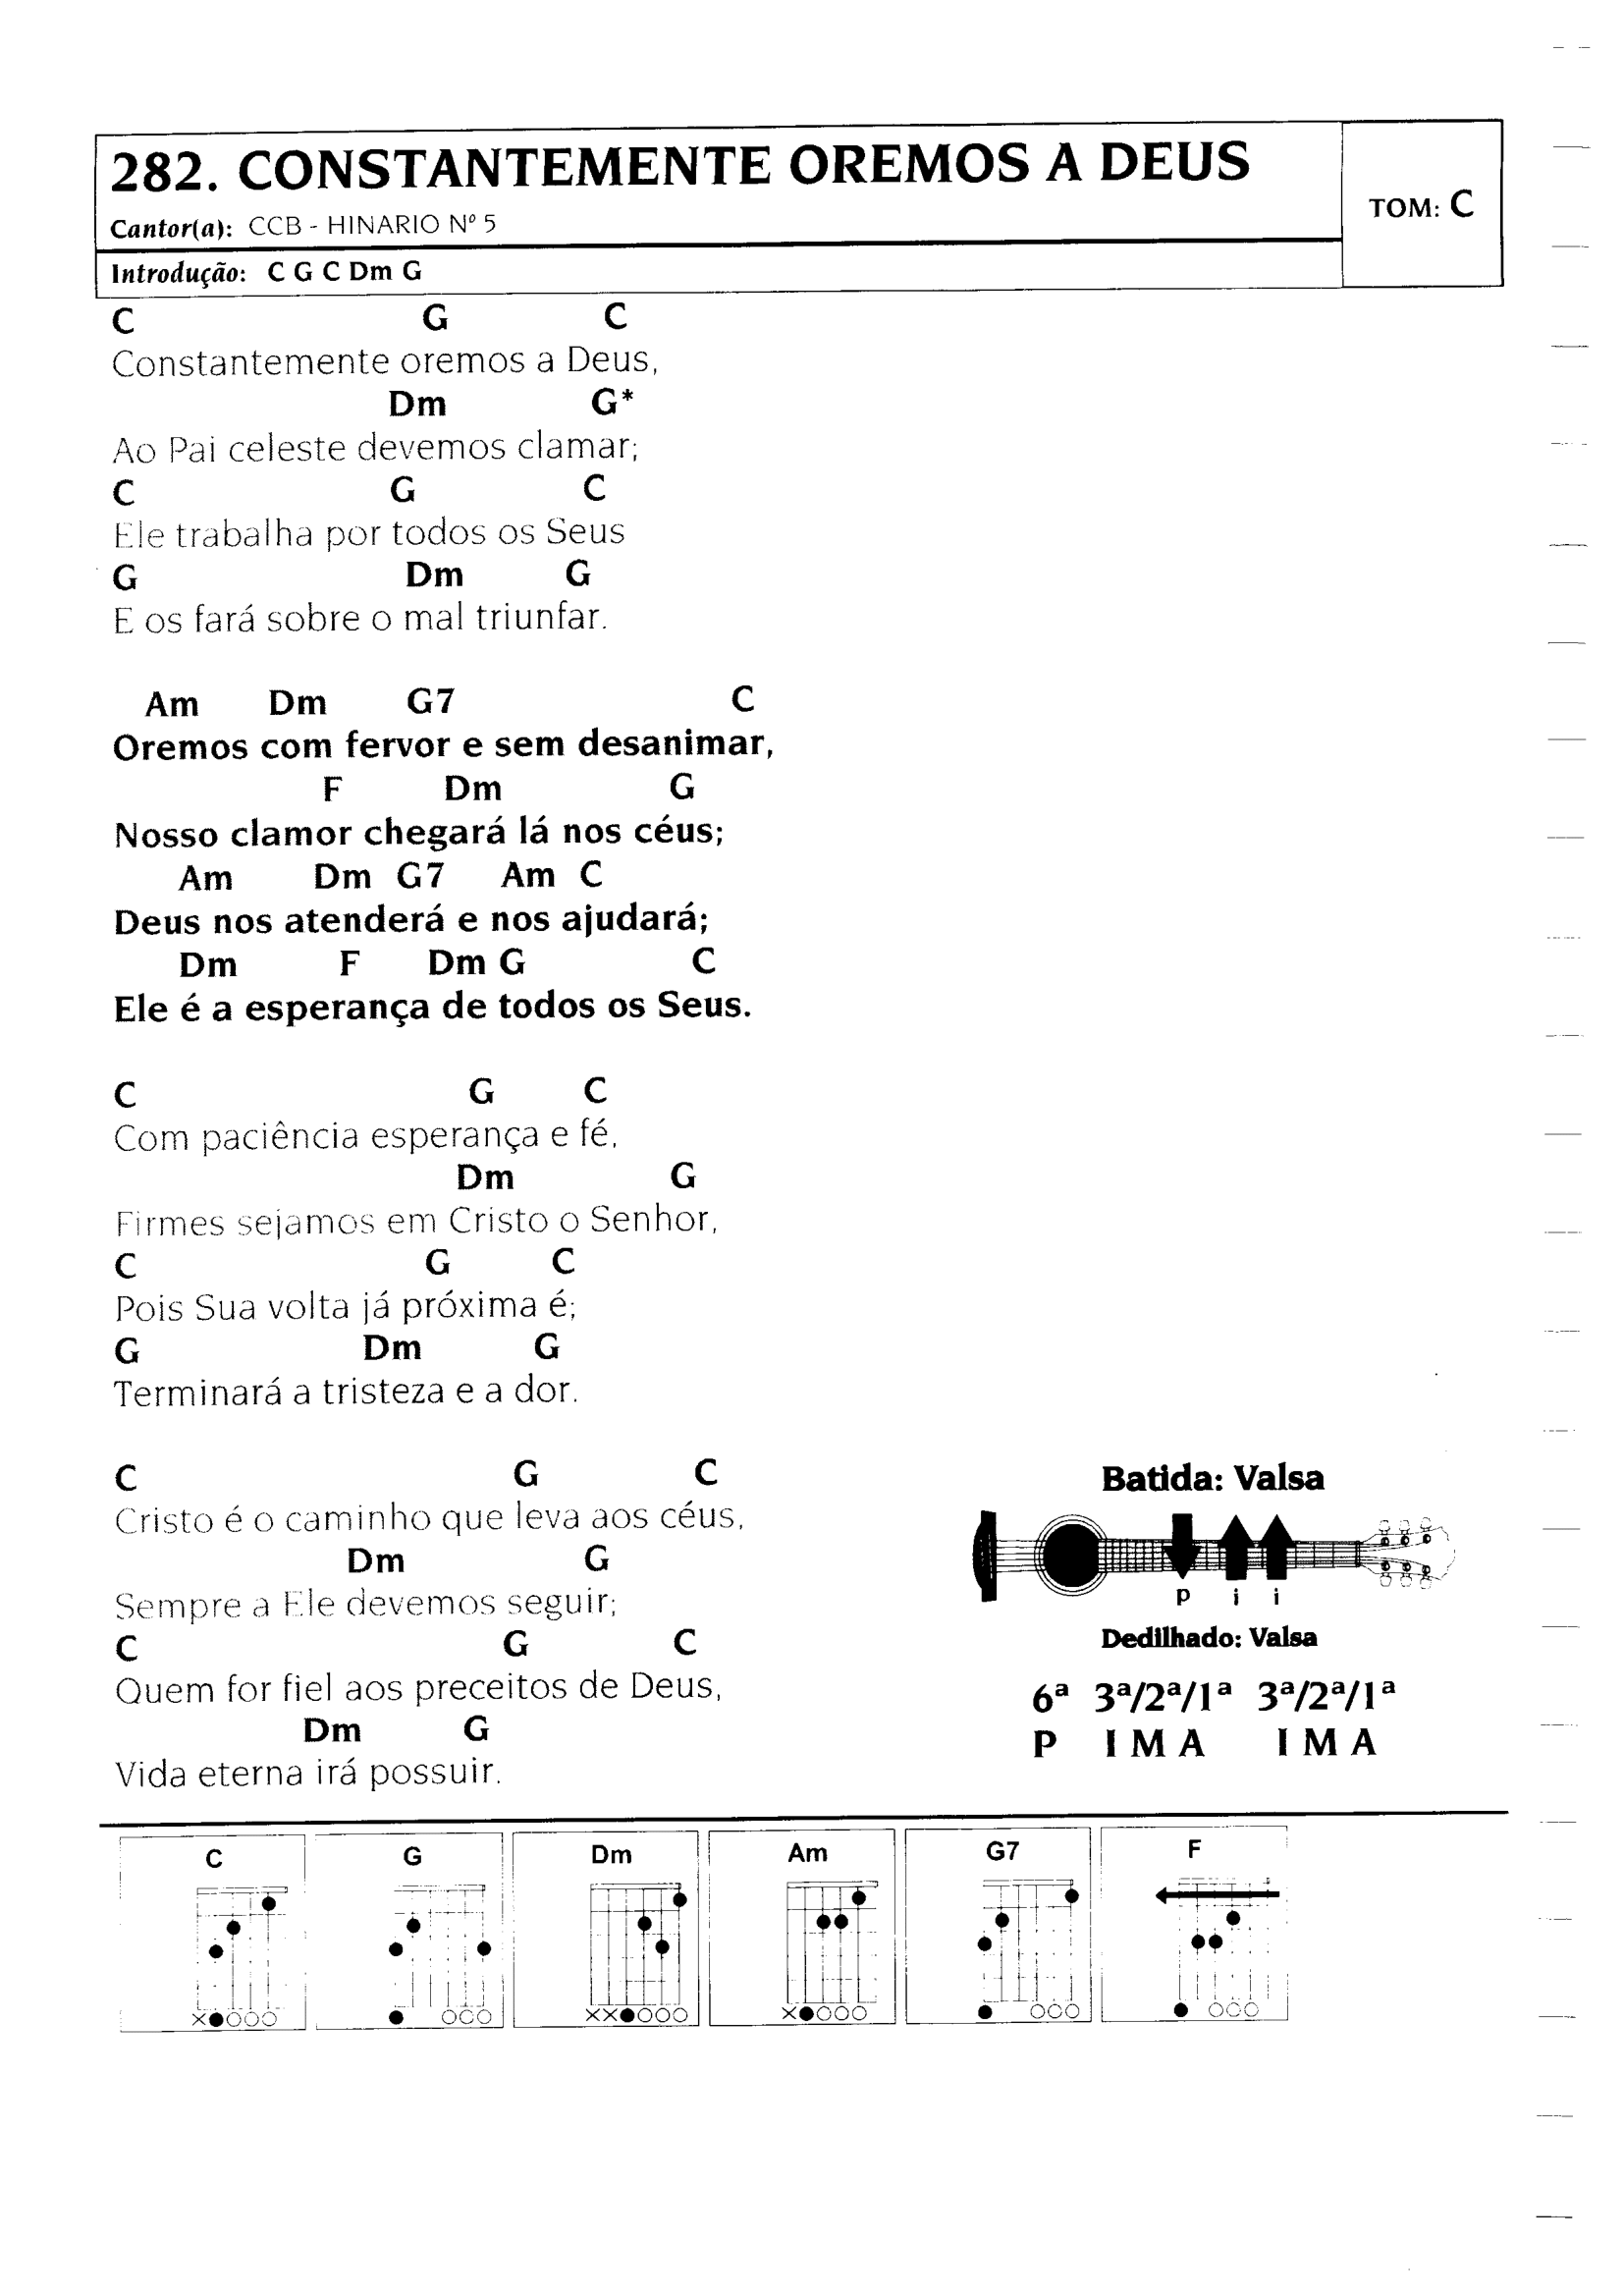 282. CONSTANTEMENTE OREMOS A DEUS
Cantor(a): CCB - HINARIO Nº 5
TOM: C
Introdução: C G C Dm G
C G C
Constantemente oremos a Deus,
Dm G*
Ao Pai celeste devemos clamar;
C G C
Ele trabalha por todos os Seus
G Dm G
E os fará sobre o mal triunfar.
Am Dm G7 C
Oremos com fervor e sem desanimar,
F Dm G
Nosso clamor chegará lá nos céus;
Am Dm G7 Am C
Deus nos atenderá e nos ajudará;
Dm F Dm G C
Ele é a esperança de todos os Seus.
C G C
Com paciência esperança e fé,
Dm G
Firmes sejamos em Cristo o Senhor,
C G C
Pois Sua volta já próxima é;
G Dm G
Terminará a tristeza e a dor.
C G C
Cristo é o caminho que leva aos céus,
Dm G
Sempre a Ele devemos seguir;
C G C
Quem for fiel aos preceitos de Deus,
Dm G
Vida eterna irá possuir.
Batida: Valsa
p i i
Dedilhado: Valsa
6ª 3ª/2ª/1ª 3ª/2ª/1ª
P I M A I M A
C G Dm Am G7 F